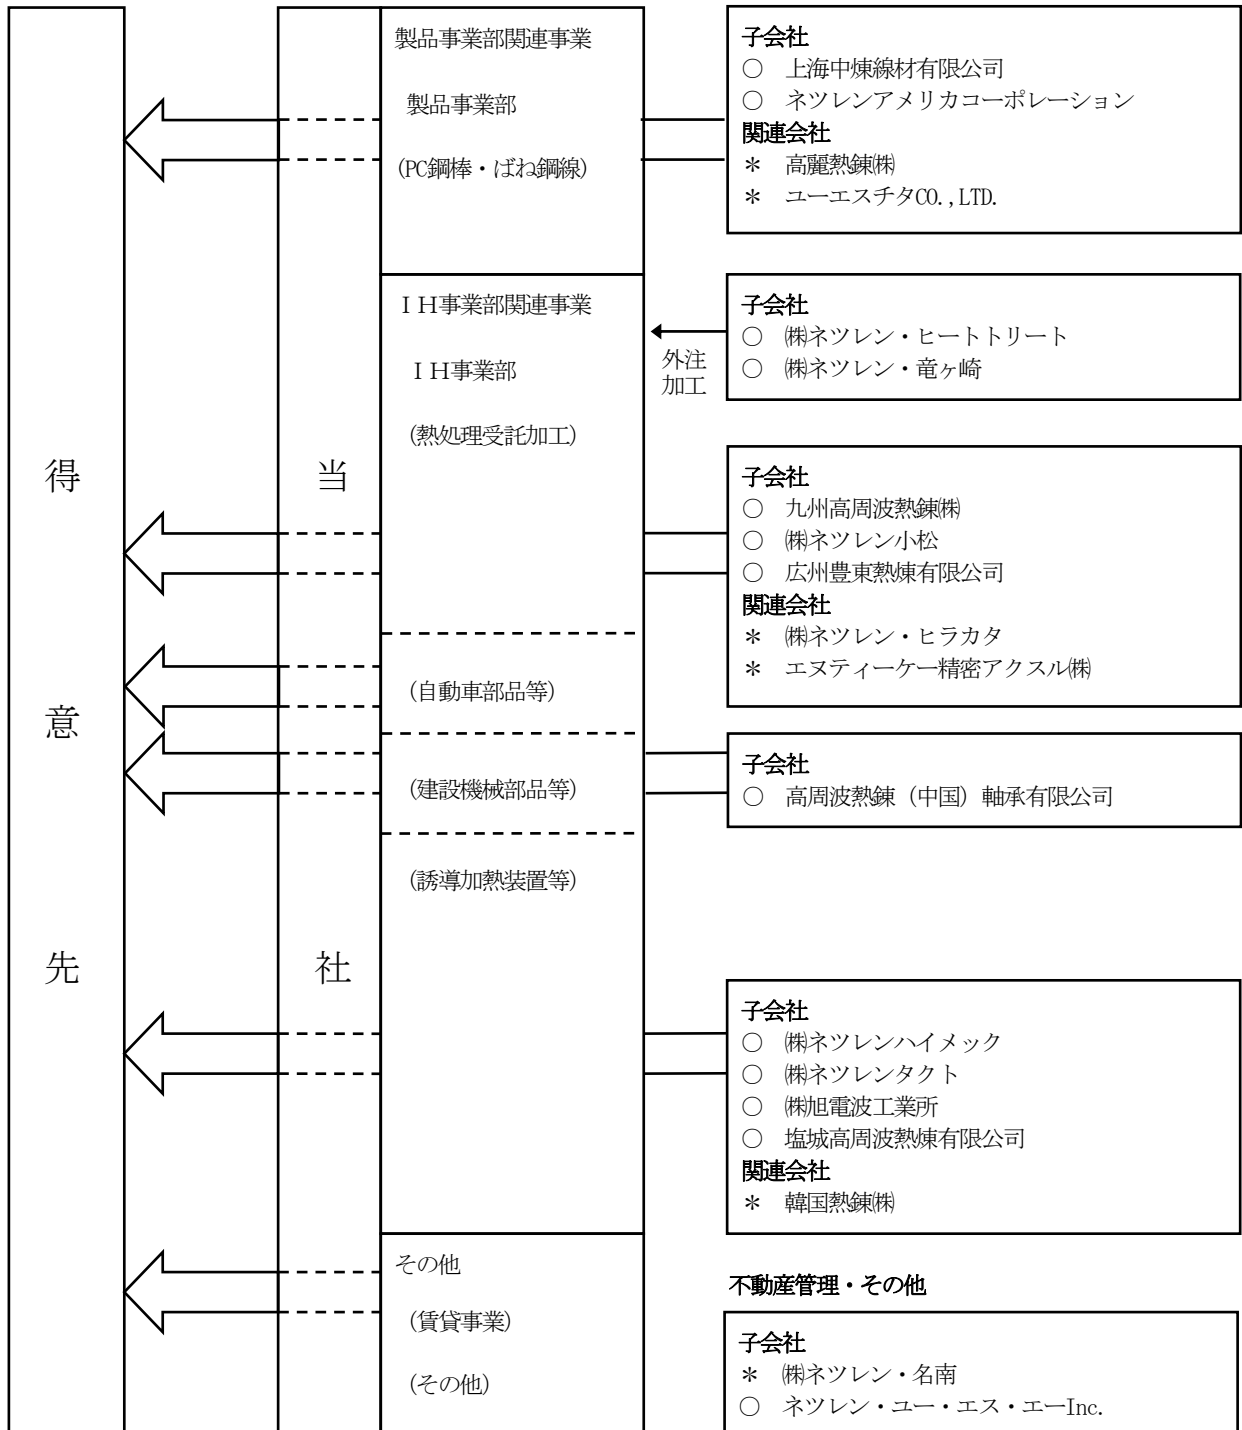 得
意
先
当
社
製品事業部関連事業
製品事業部
(PC鋼棒・ばね鋼線)
子会社
○ 上海中煉線材有限公司
○ ネツレンアメリカコーポレーション
関連会社
＊ 高麗熱錬㈱
＊ ユーエスチタCO.,LTD.
ＩＨ事業部関連事業
ＩＨ事業部
(熱処理受託加工)
外注
加工
子会社
○ ㈱ネツレン・ヒートトリート
○ ㈱ネツレン・竜ヶ崎
子会社
○ 九州高周波熱錬㈱
○ ㈱ネツレン小松
○ 広州豊東熱煉有限公司
関連会社
＊ ㈱ネツレン・ヒラカタ
＊ エヌティーケー精密アクスル㈱
(自動車部品等)
(建設機械部品等)
子会社
○ 高周波熱錬（中国）軸承有限公司
(誘導加熱装置等)
子会社
○ ㈱ネツレンハイメック
○ ㈱ネツレンタクト
○ ㈱旭電波工業所
○ 塩城高周波熱煉有限公司
関連会社
＊ 韓国熱錬㈱
その他
(賃貸事業)
(その他)
不動産管理・その他
子会社
＊ ㈱ネツレン・名南
○ ネツレン・ユー・エス・エーInc.